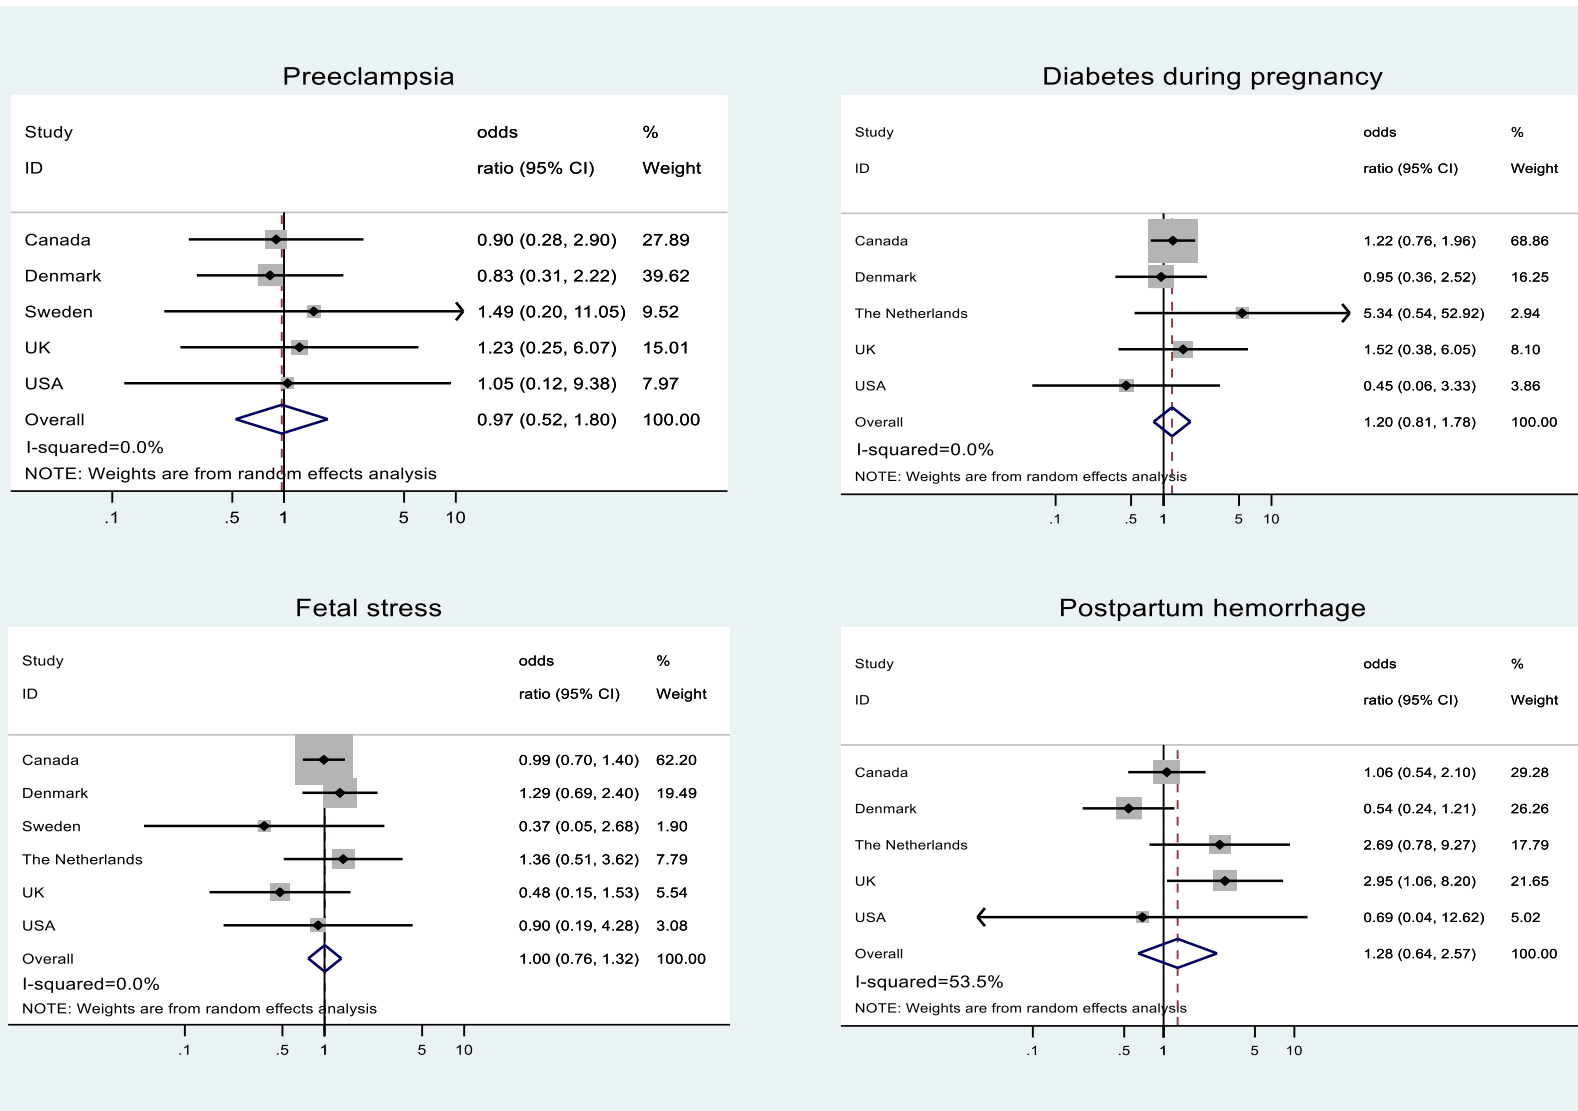 Preeclampsia
Study odds %
ID ratio (95% CI) Weight
Canada 0.90 (0.28, 2.90) 27.89
Denmark 0.83 (0.31, 2.22) 39.62
Sweden 1.49 (0.20, 11.05) 9.52
UK 1.23 (0.25, 6.07) 15.01
USA 1.05 (0.12, 9.38) 7.97
Overall 0.97 (0.52, 1.80) 100.00
I-squared=0.0%
NOTE: Weights are from random effects analysis
.1 .5 1 5 10
Diabetes during pregnancy
Study odds %
ID ratio (95% CI) Weight
Canada 1.22 (0.76, 1.96) 68.86
Denmark 0.95 (0.36, 2.52) 16.25
The Netherlands 5.34 (0.54, 52.92) 2.94
UK 1.52 (0.38, 6.05) 8.10
USA 0.45 (0.06, 3.33) 3.86
Overall 1.20 (0.81, 1.78) 100.00
I-squared=0.0%
NOTE: Weights are from random effects analysis
.1 .5 1 5 10
Fetal stress
Study odds %
ID ratio (95% CI) Weight
Canada 0.99 (0.70, 1.40) 62.20
Denmark 1.29 (0.69, 2.40) 19.49
Sweden 0.37 (0.05, 2.68) 1.90
The Netherlands 1.36 (0.51, 3.62) 7.79
UK 0.48 (0.15, 1.53) 5.54
USA 0.90 (0.19, 4.28) 3.08
Overall 1.00 (0.76, 1.32) 100.00
I-squared=0.0%
NOTE: Weights are from random effects analysis
.1 .5 1 5 10
Postpartum hemorrhage
Study odds %
ID ratio (95% CI) Weight
Canada 1.06 (0.54, 2.10) 29.28
Denmark 0.54 (0.24, 1.21) 26.26
The Netherlands 2.69 (0.78, 9.27) 17.79
UK 2.95 (1.06, 8.20) 21.65
USA 0.69 (0.04, 12.62) 5.02
Overall 1.28 (0.64, 2.57) 100.00
I-squared=53.5%
NOTE: Weights are from random effects analysis
.1 .5 1 5 10